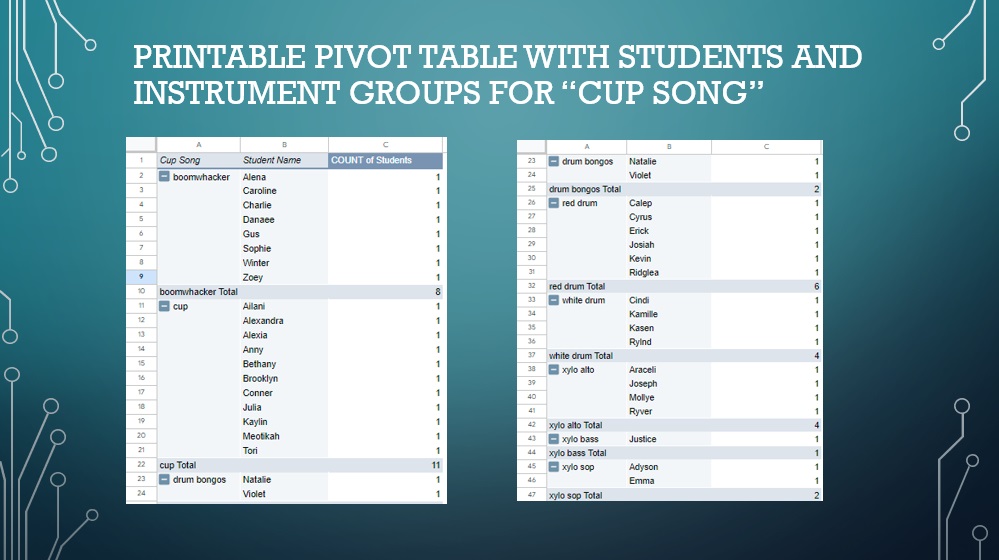 PRINTABLE PIVOT TABLE WITH STUDENTS AND
INSTRUMENT GROUPS FOR “CUP SONG”
A B C
1 Cup Song Student Name COUNT of Students
2 boomwhacker Alena 1
3 Caroline 1
4 Charlie 1
5 Danaee 1
6 Gus 1
7 Sophie 1
8 Winter 1
9 Zoey 1
10 boomwhacker Total 8
11 cup Ailani 1
12 Alexandra 1
13 Alexia 1
14 Anny 1
15 Bethany 1
16 Brooklyn 1
17 Conner 1
18 Julia 1
19 Kaylin 1
20 Meotikah 1
21 Tori 1
22 cup Total 11
23 drum bongos Natalie 1
24 Violet 1
A B C
23 drum bongos Natalie 1
24 Violet 1
25 drum bongos Total 2
26 red drum Calep 1
27 Cyrus 1
28 Erick 1
29 Josiah 1
30 Kevin 1
31 Ridglea 1
32 red drum Total 6
33 white drum Cindi 1
34 Kamille 1
35 Kasen 1
36 Rylnd 1
37 white drum Total 4
38 xylo alto Araceli 1
39 Joseph 1
40 Mollye 1
41 Ryver 1
42 xylo alto Total 4
43 xylo bass Justice 1
44 xylo bass Total 1
45 xylo sop Adyson 1
46 Emma 1
47 xylo sop Total 2